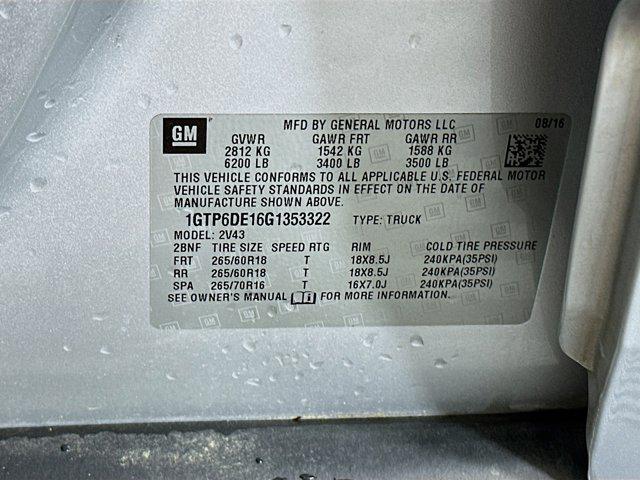 GM MFD BY GENERAL MOTORS LLC 08/16
GVWR GAWR FRT GAWR RR
2812 KG 1542 KG 1588 KG
6200 LB 3400 LB 3500 LB
THIS VEHICLE CONFORMS TO ALL APPLICABLE U.S. FEDERAL MOTOR
VEHICLE SAFETY STANDARDS IN EFFECT ON THE DATE OF
MANUFACTURE SHOWN ABOVE.
1GTP6DE16G1353322 TYPE: TRUCK
MODEL: 2V43
2BNF TIRE SIZE SPEED RTG RIM COLD TIRE PRESSURE
FRT 265/60R18 T 18X8.5J 240KPA(35PSI)
RR 265/60R18 T 18X8.5J 240KPA(35PSI)
SPA 265/70R16 T 16X7.0J 240KPA(35PSI)
SEE OWNER'S MANUAL FOR MORE INFORMATION.